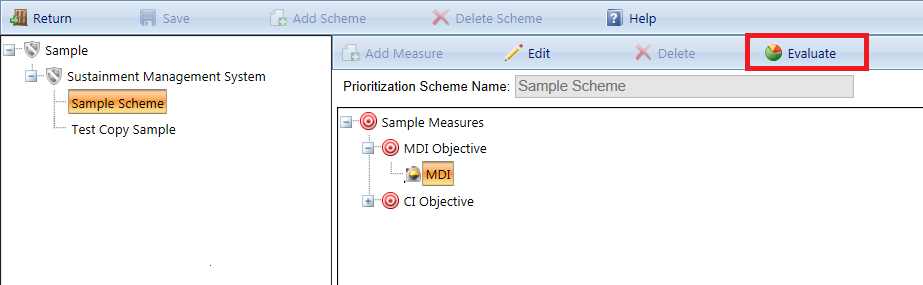 Return Save Add Scheme Delete Scheme Help
Sample
Sustainment Management System
Sample Scheme
Test Copy Sample
Add Measure Edit Delete Evaluate
Prioritization Scheme Name: Sample Scheme
Sample Measures
MDI Objective
MDI
CI Objective